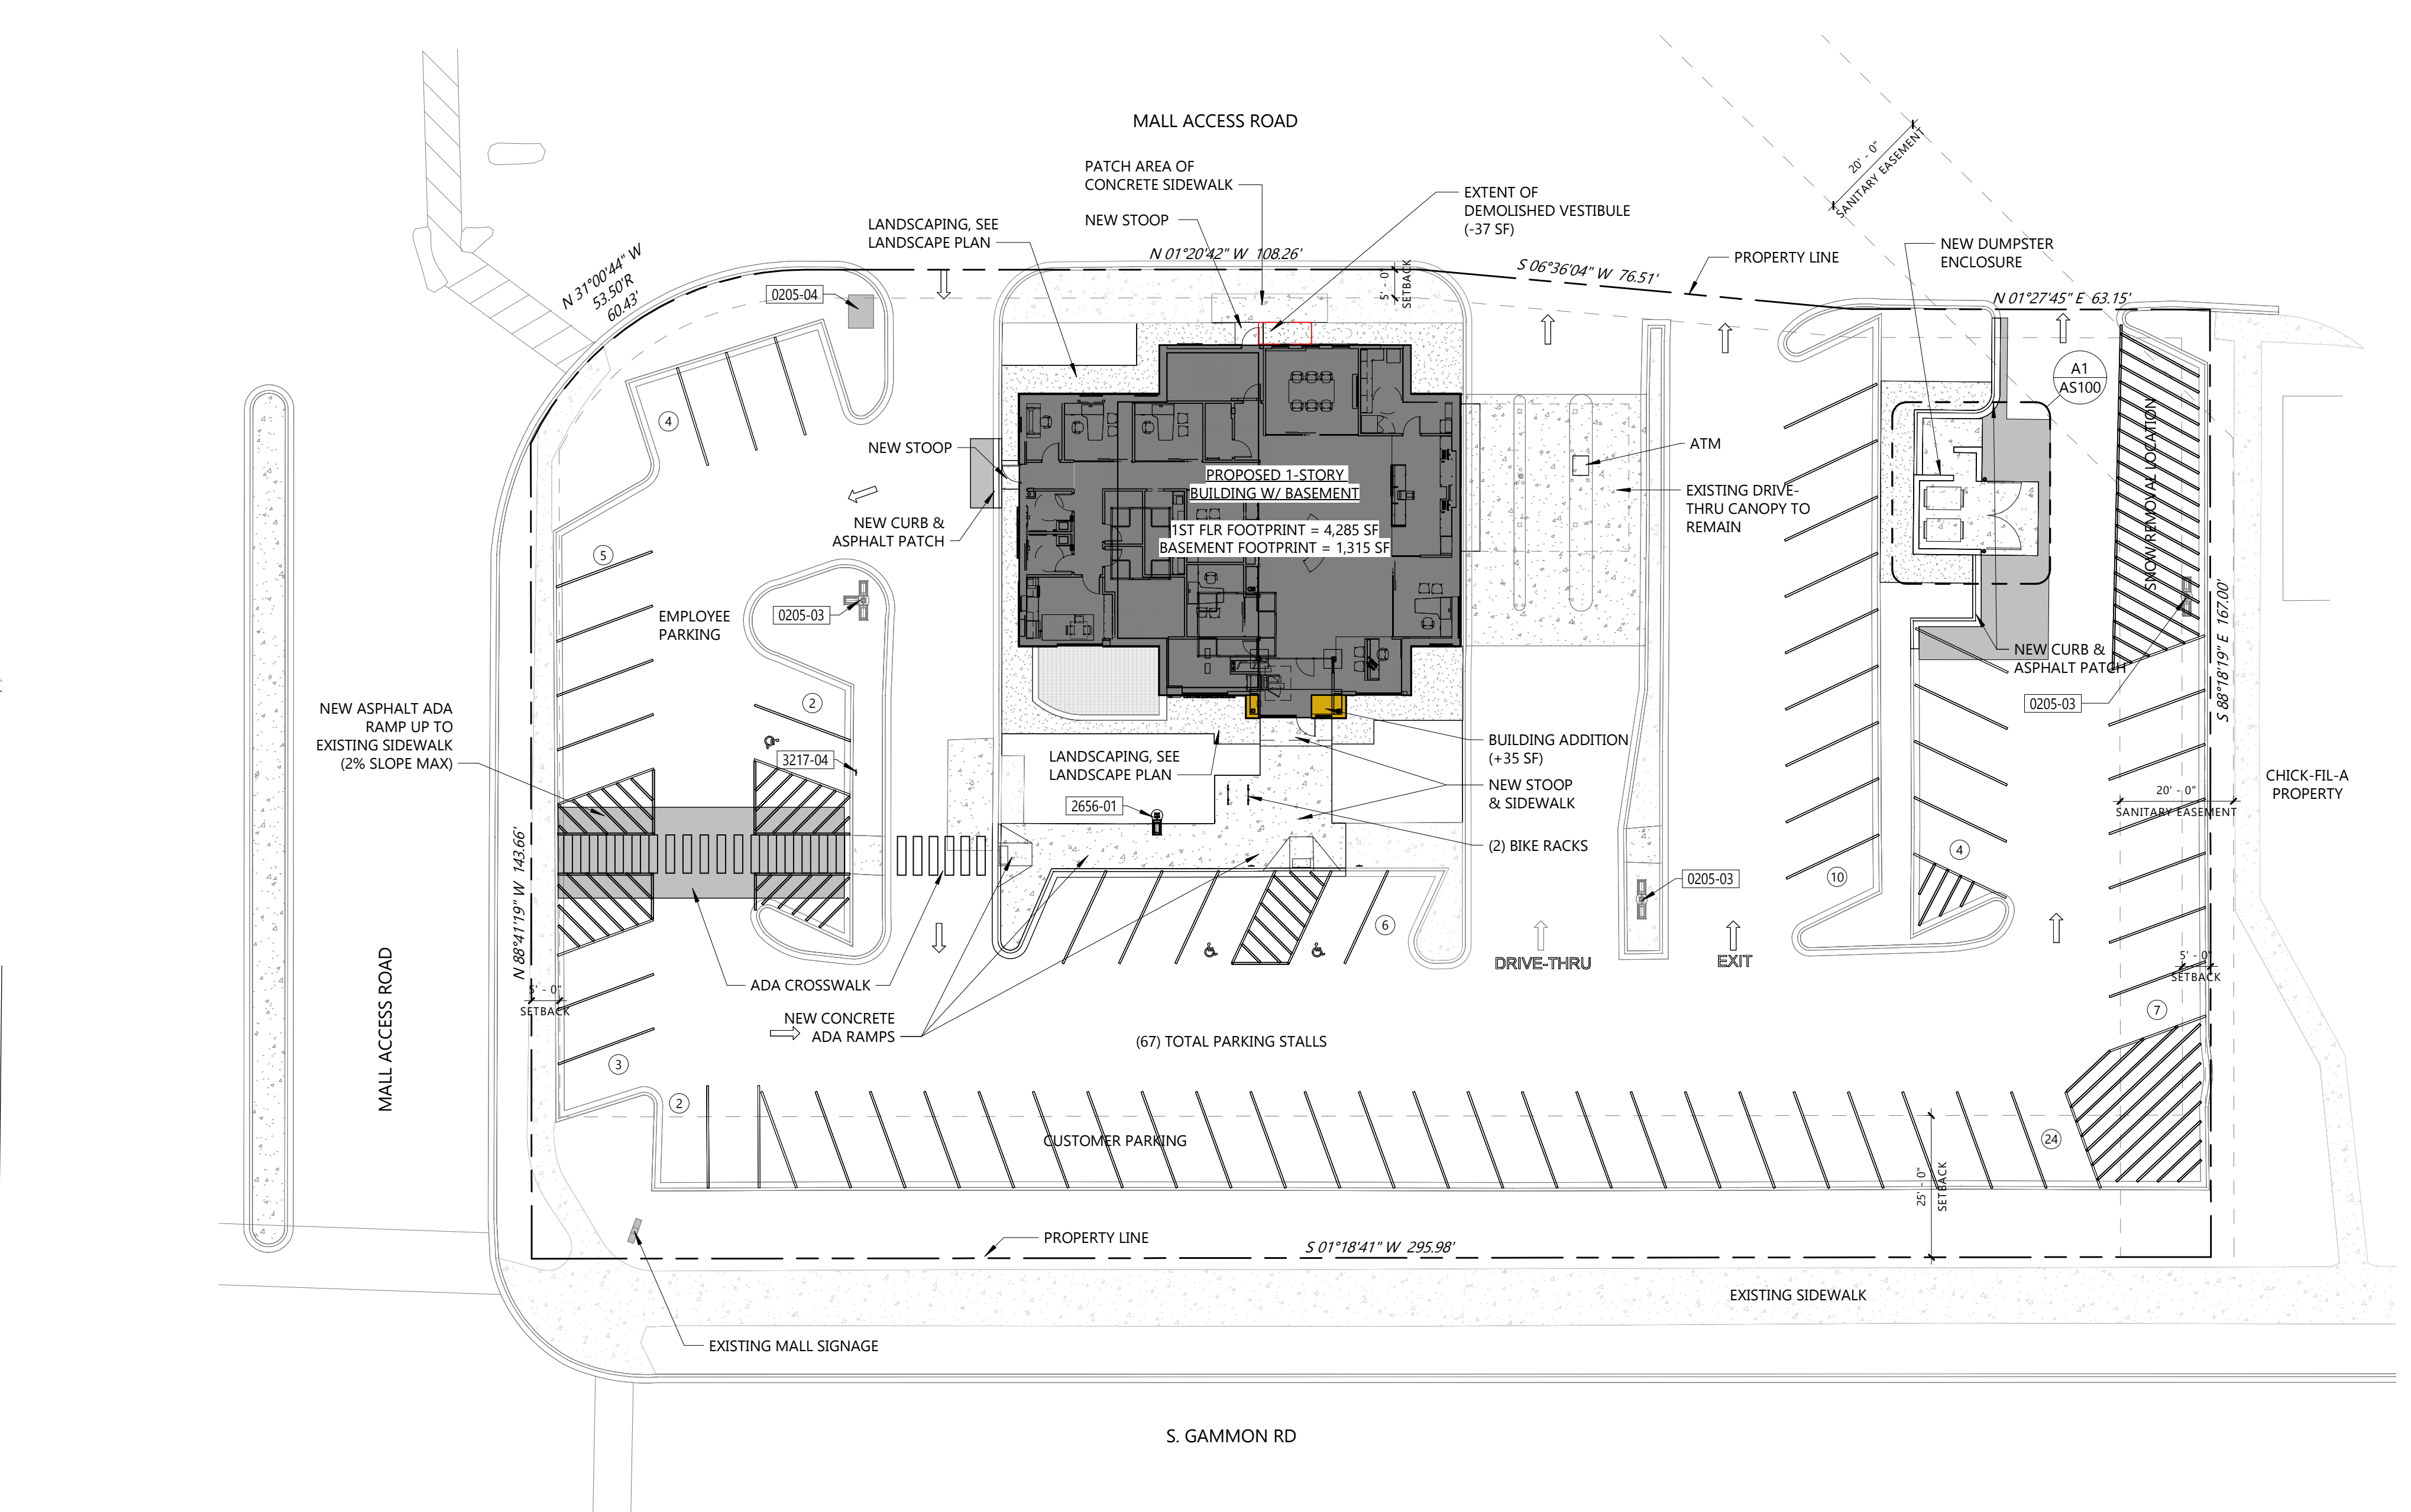 MALL ACCESS ROAD
PATCH AREA OF
CONCRETE SIDEWALK
NEW STOOP
EXTENT OF
DEMOLISHED VESTIBULE
(-37 SF)
LANDSCAPING, SEE
LANDSCAPE PLAN
N 01°20'42" W 108.26'
5' - 0"
SETBACK
S 06°36'04" W 76.51'
PROPERTY LINE
20' - 0"
SANITARY EASEMENT
NEW DUMPSTER
ENCLOSURE
N 01°27'45" E 63.15'
N 31°00'44" W
53.50'R
60.43'
0205-04
A1
AS100
4
NEW STOOP
ATM
PROPOSED 1-STORY
BUILDING W/ BASEMENT
1ST FLR FOOTPRINT = 4,285 SF
BASEMENT FOOTPRINT = 1,315 SF
EXISTING DRIVE-
THRU CANOPY TO
REMAIN
SNOW REMOVAL LOCATION
NEW CURB &
ASPHALT PATCH
5
EMPLOYEE
PARKING
0205-03
NEW CURB &
ASPHALT PATCH
0205-03
S 88°18'19" E 167.00'
2
NEW ASPHALT ADA
RAMP UP TO
EXISTING SIDEWALK
(2% SLOPE MAX)
3217-04
LANDSCAPING, SEE
LANDSCAPE PLAN
2656-01
BUILDING ADDITION
(+35 SF)
NEW STOOP
& SIDEWALK
(2) BIKE RACKS
CHICK-FIL-A
PROPERTY
20' - 0"
SANITARY EASEMENT
N 88°41'19" W 143.66'
MALL ACCESS ROAD
4
10
0205-03
6
DRIVE-THRU
EXIT
5' - 0"
SETBACK
ADA CROSSWALK
5' - 0"
SETBACK
NEW CONCRETE
ADA RAMPS
(67) TOTAL PARKING STALLS
7
3
2
CUSTOMER PARKING
24
25' - 0"
SETBACK
PROPERTY LINE
S 01°18'41" W 295.98'
EXISTING SIDEWALK
EXISTING MALL SIGNAGE
S. GAMMON RD